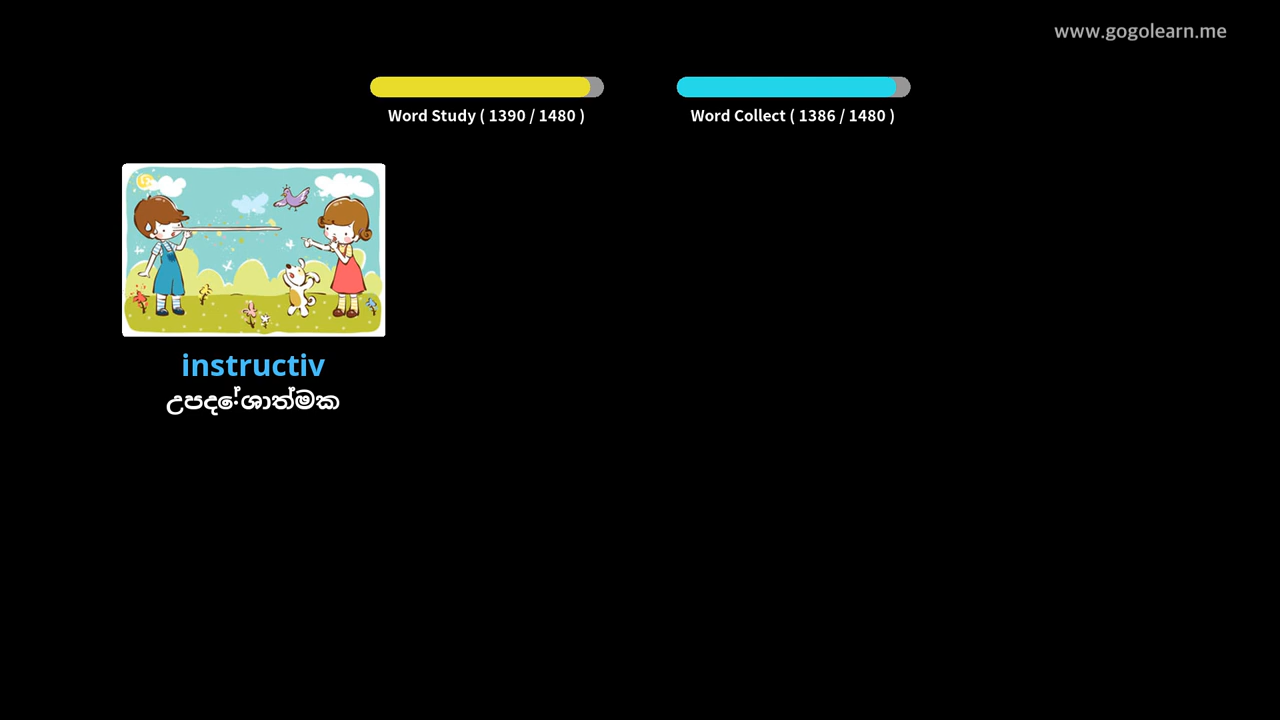 www.gogolearn.me
Word Study ( 1390 / 1480 )
Word Collect ( 1386 / 1480 )
instructiv
උපදේශාත්මක